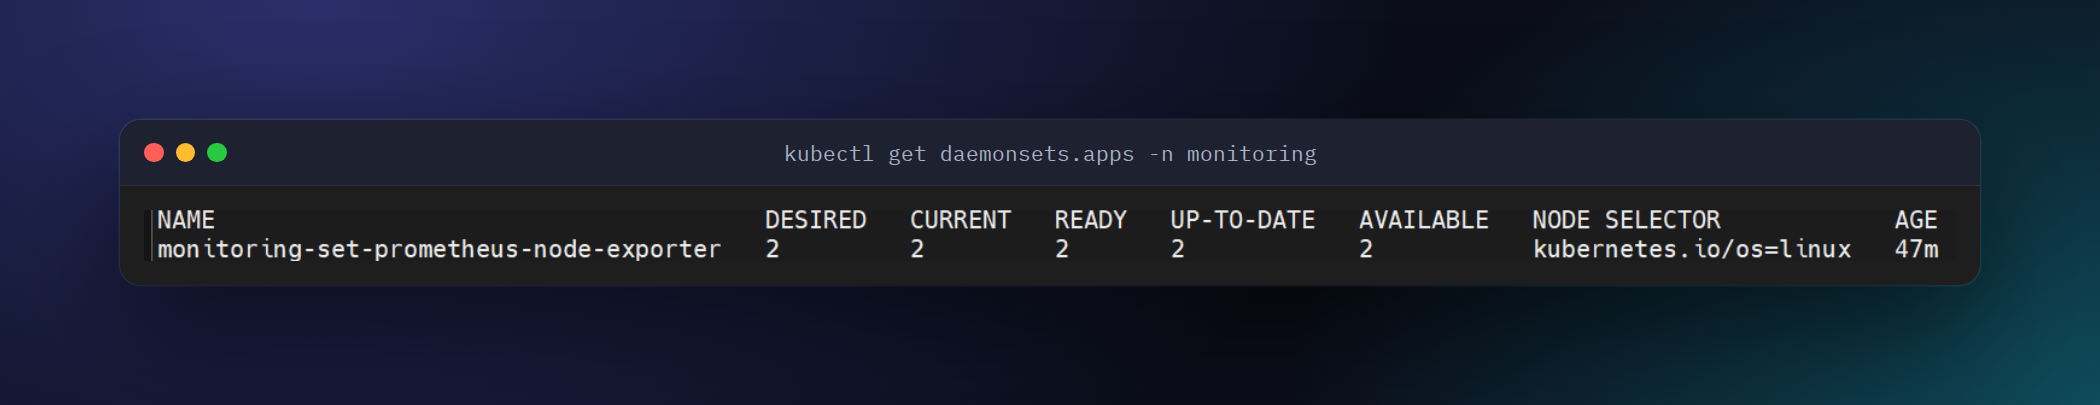 kubectl get daemonsets.apps -n monitoring
NAME DESIRED CURRENT READY UP-TO-DATE AVAILABLE NODE SELECTOR AGE
monitoring-set-prometheus-node-exporter 2 2 2 2 2 kubernetes.io/os=linux 47m